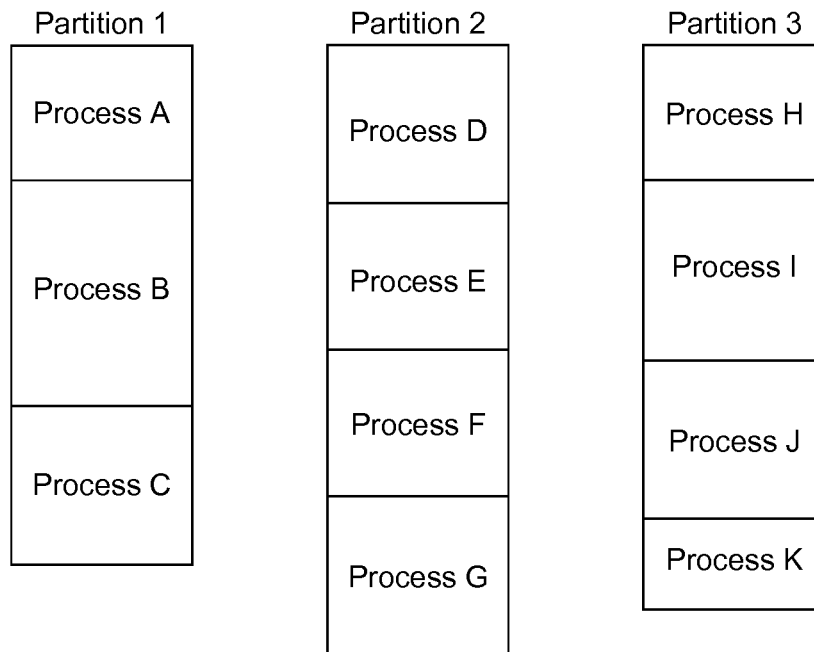 Partition 1
Process A
Process B
Process C
Partition 2
Process D
Process E
Process F
Process G
Partition 3
Process H
Process I
Process J
Process K